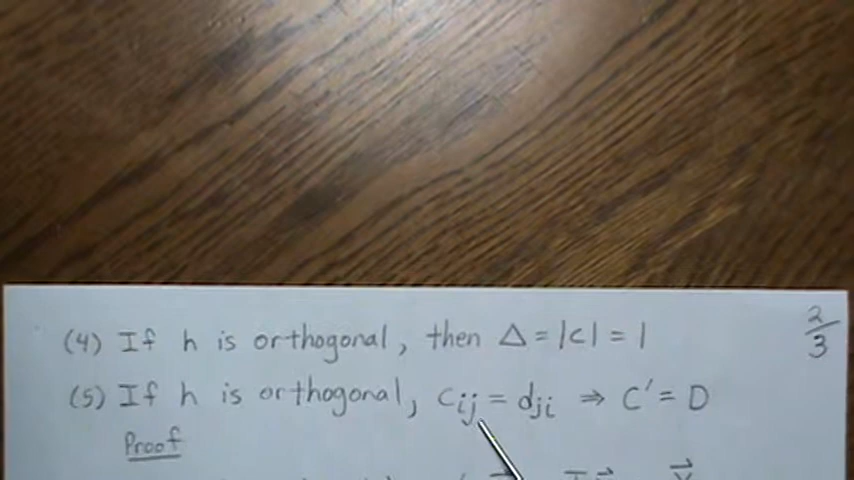 (4) If h is orthogonal, then Δ = |c| = 1
2/3
(5) If h is orthogonal, cij = dji ⇒ C' = D
Proof